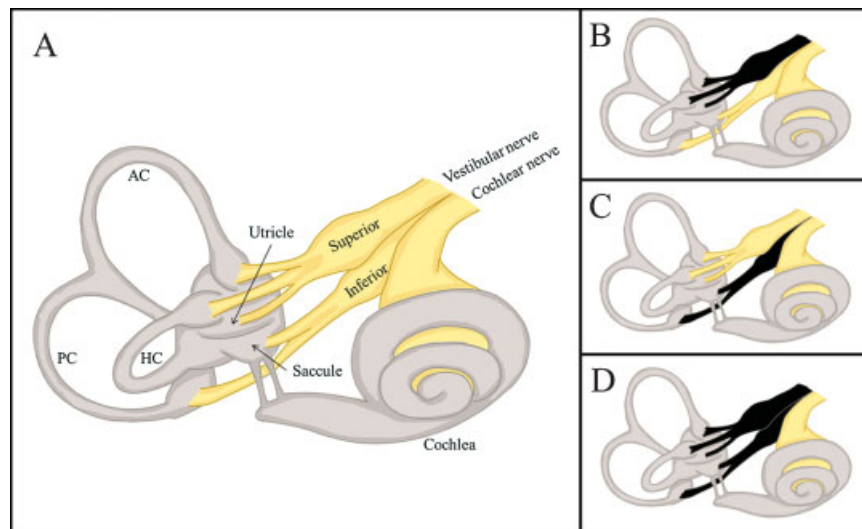 A
AC
Utricle
Superior
Vestibular nerve
Cochlear nerve
Inferior
PC
HC
Saccule
Cochlea
B
C
D